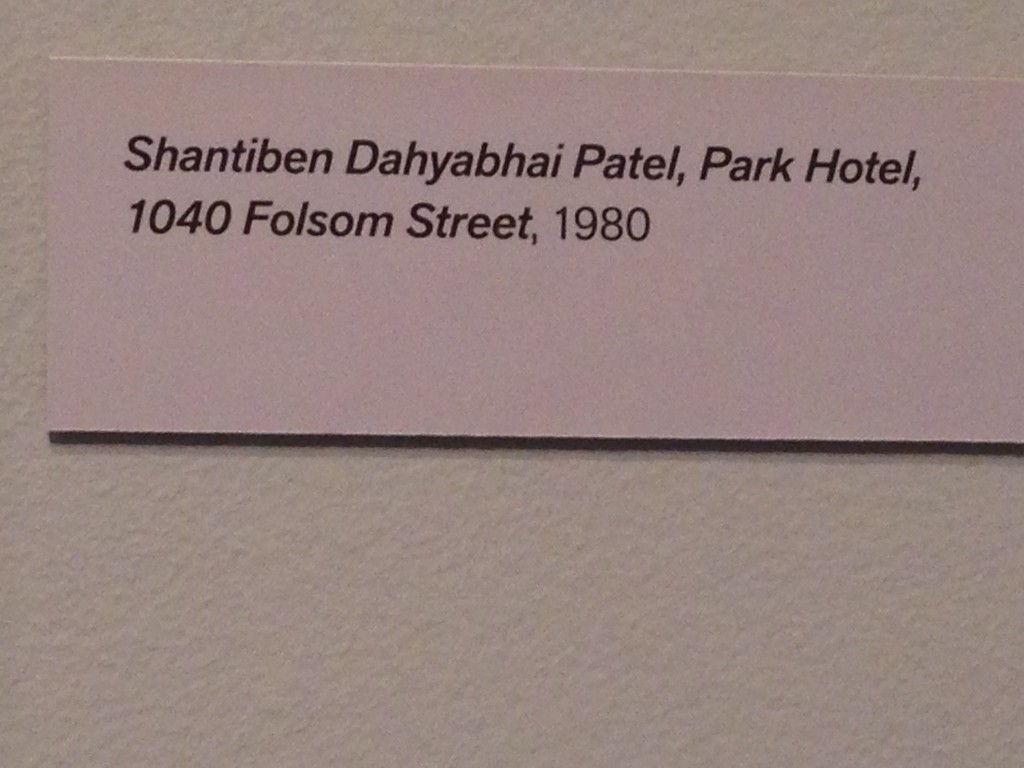 Shantiben Dahyabhai Patel, Park Hotel,
1040 Folsom Street, 1980